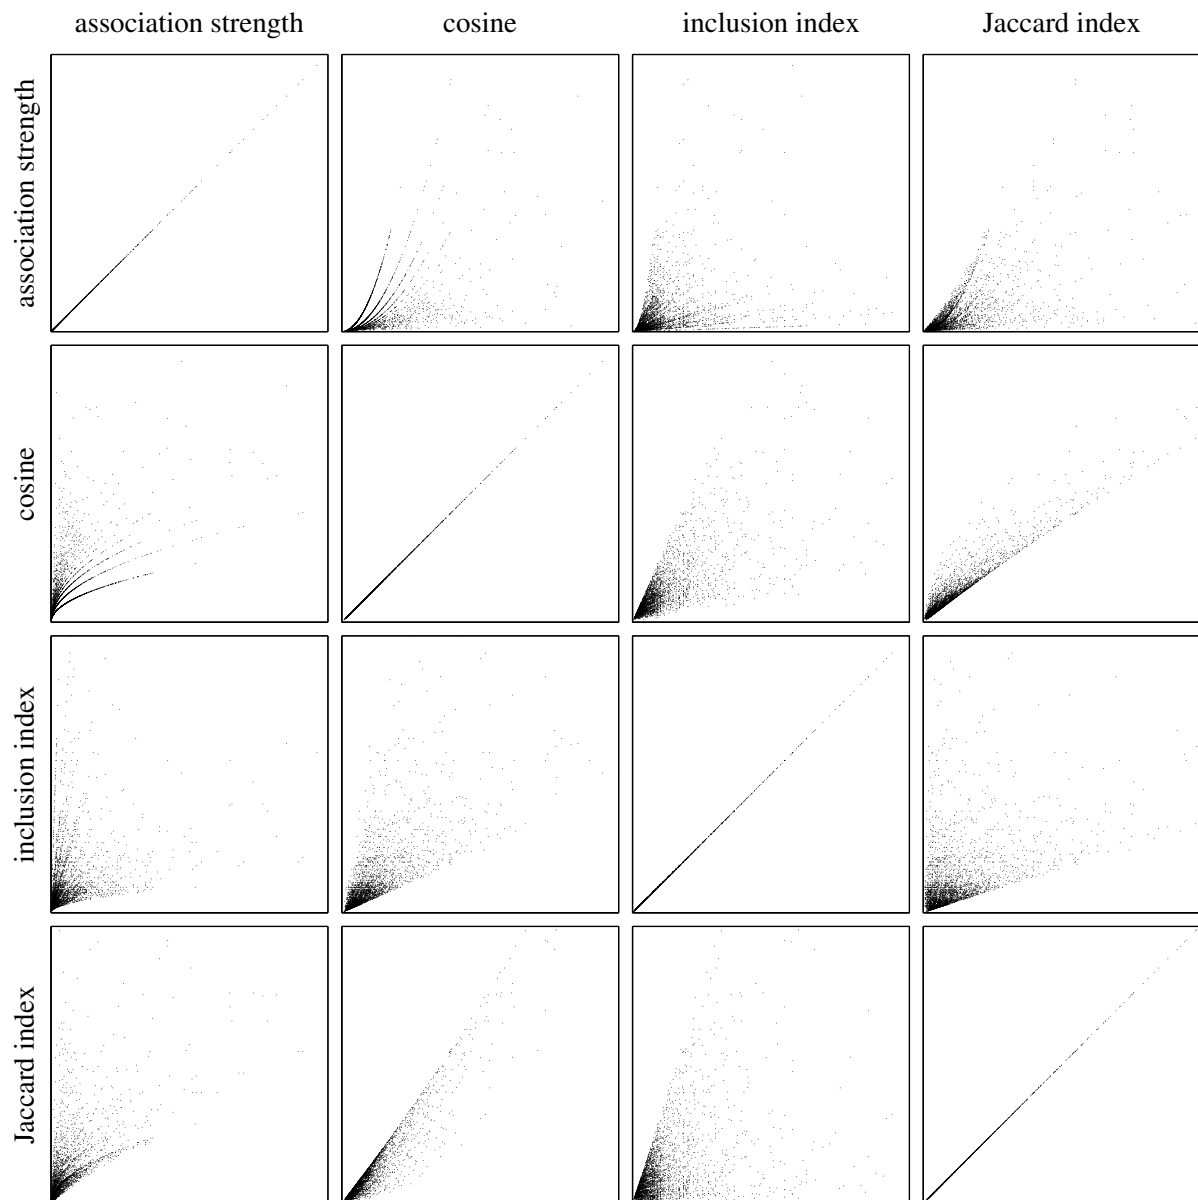 association strength
cosine
inclusion index
Jaccard index
association strength
cosine
inclusion index
Jaccard index